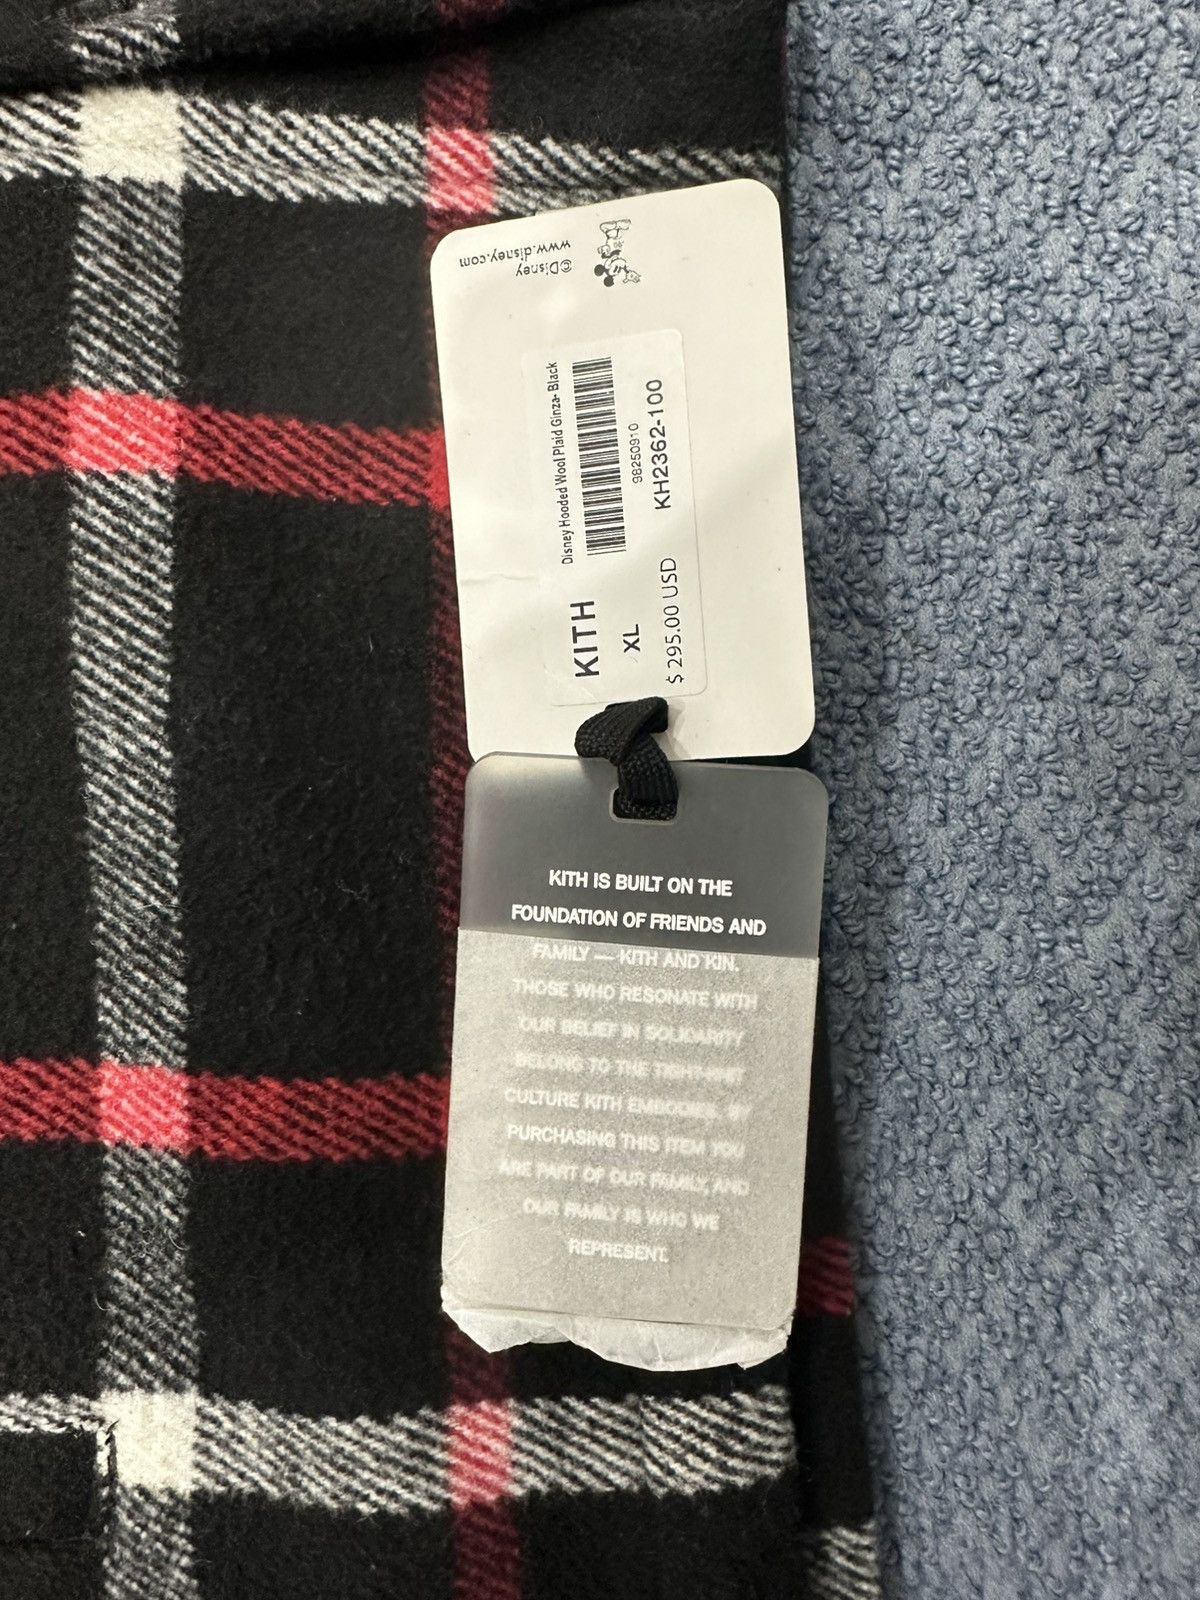 ©Disney
www.disney.com
Disney Hooded Wool Plaid Ginza- Black
98250910
KITH
XL
KH2362-100
$ 295.00 USD
KITH IS BUILT ON THE
FOUNDATION OF FRIENDS AND
FAMILY — KITH AND KIN.
THOSE WHO RESONATE WITH
OUR BELIEF IN SOLIDARITY
BELONG TO THE TIGHT-KNIT
CULTURE KITH EMBODIES. BY
PURCHASING THIS ITEM YOU
ARE PART OF OUR FAMILY, AND
OUR FAMILY IS WHO WE
REPRESENT.